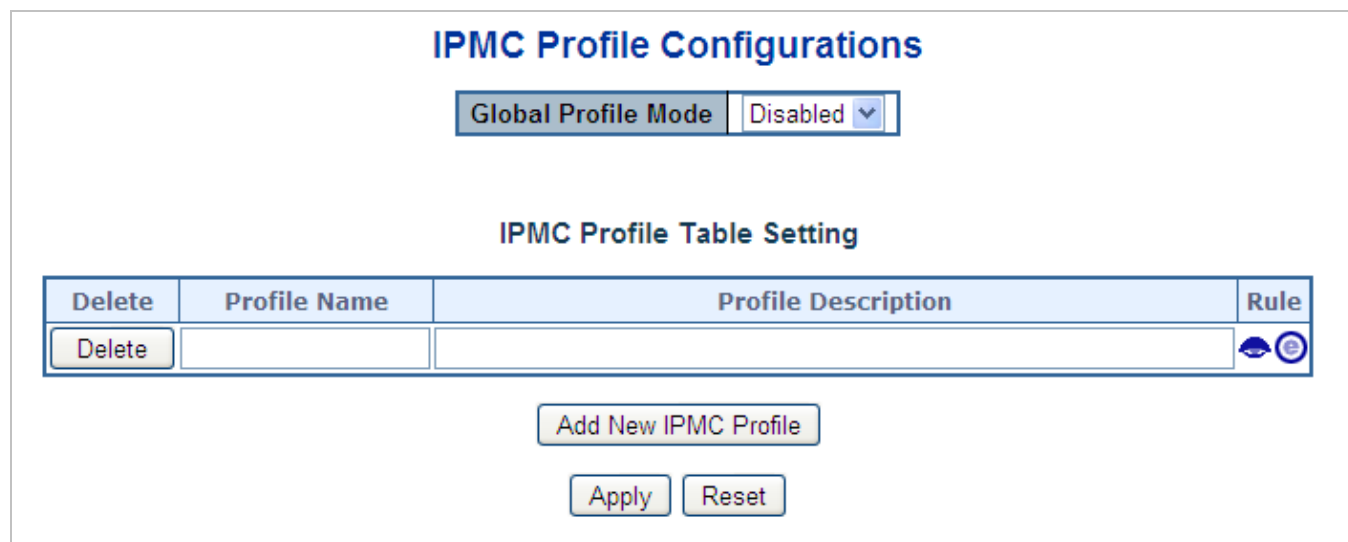 IPMC Profile Configurations
Global Profile Mode Disabled
IPMC Profile Table Setting
Delete Profile Name Profile Description Rule
Delete e
Add New IPMC Profile
Apply Reset